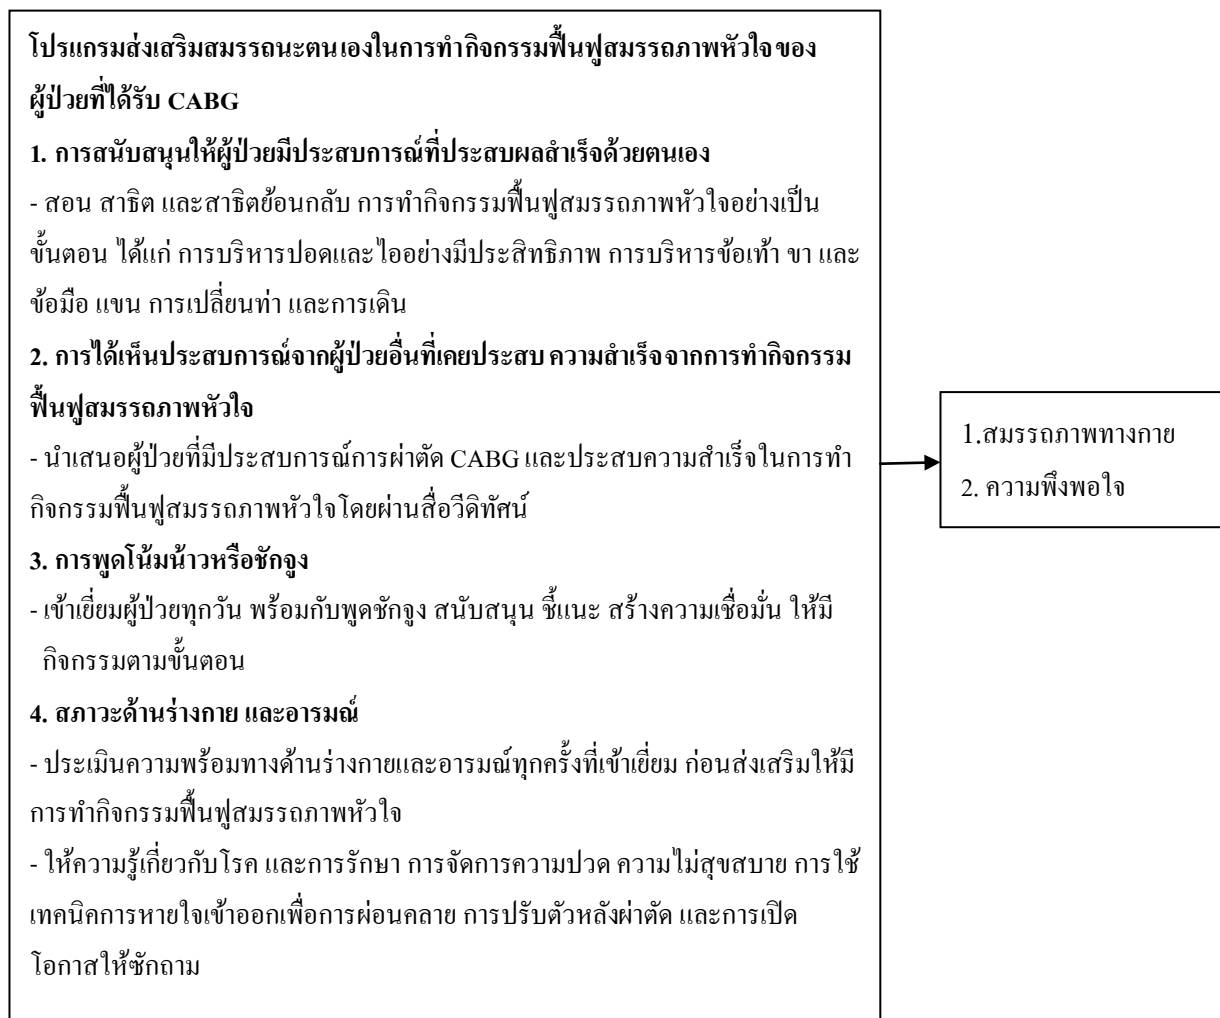 โปรแกรมส่งเสริมสมรรถนะตนเองในการทำกิจกรรมฟื้นฟูสมรรถภาพหัวใจ ของ
ผู้ป่วยที่ได้รับ CABG
1. การสนับสนุนให้ผู้ป่วยมีประสบการณ์ที่ประสบผลสำเร็จด้วยตนเอง
- สอน สาธิต และสาธิตย้อนกลับ การทำกิจกรรมฟื้นฟูสมรรถภาพหัวใจอย่างเป็น
ขั้นตอน ได้แก่ การบริหารปอดและไออย่างมีประสิทธิภาพ การบริหารข้อเท้า ขา และ
ข้อมือ แขน การเปลี่ยนท่า และการเดิน
2. การได้เห็นประสบการณ์จากผู้ป่วยอื่นที่เคยประสบ ความสำเร็จจากการทำกิจกรรม
ฟื้นฟูสมรรถภาพหัวใจ
- นำเสนอผู้ป่วยที่มีประสบการณ์การผ่าตัด CABG และประสบความสำเร็จในการทำ
กิจกรรมฟื้นฟูสมรรถภาพหัวใจโดยผ่านสื่อวีดิทัศน์
3. การพูดโน้มน้าวหรือชักจูง
- เข้าเยี่ยมผู้ป่วยทุกวัน พร้อมกับพูดชักจูง สนับสนุน ชี้แนะ สร้างความเชื่อมั่น ให้มี
กิจกรรมตามขั้นตอน
4. สภาวะด้านร่างกาย และอารมณ์
- ประเมินความพร้อมทางด้านร่างกายและอารมณ์ทุกครั้งที่เข้าเยี่ยม ก่อนส่งเสริมให้มี
การทำกิจกรรมฟื้นฟูสมรรถภาพหัวใจ
- ให้ความรู้เกี่ยวกับโรค และการรักษา การจัดการความปวด ความไม่สุขสบาย การใช้
เทคนิคการหายใจเข้าออกเพื่อการผ่อนคลาย การปรับตัวหลังผ่าตัด และการเปิด
โอกาสให้ซักถาม
1.สมรรถภาพทางกาย
2. ความพึงพอใจ